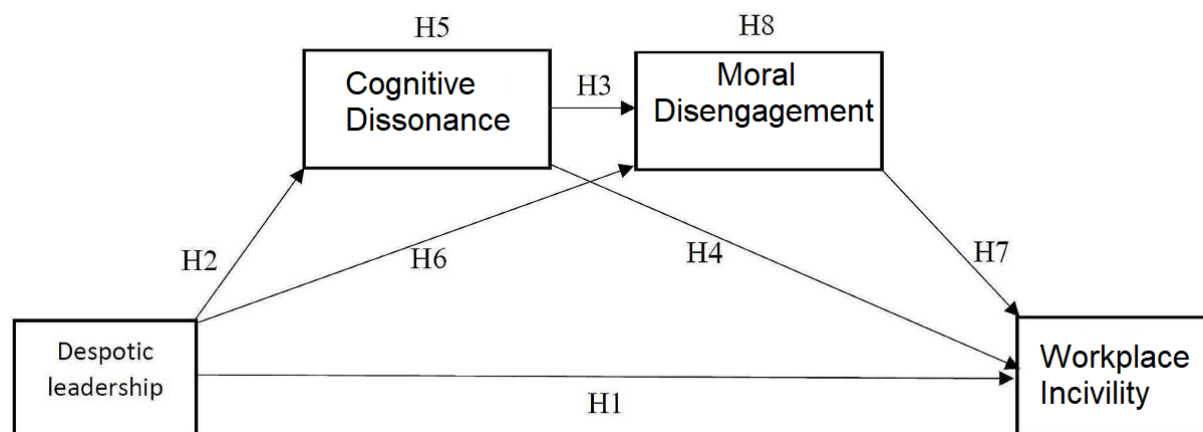 H5
H8
Cognitive
Dissonance
H3
Moral
Disengagement
H2
H6
H4
H7
Despotic
leadership
H1
Workplace
Incivility